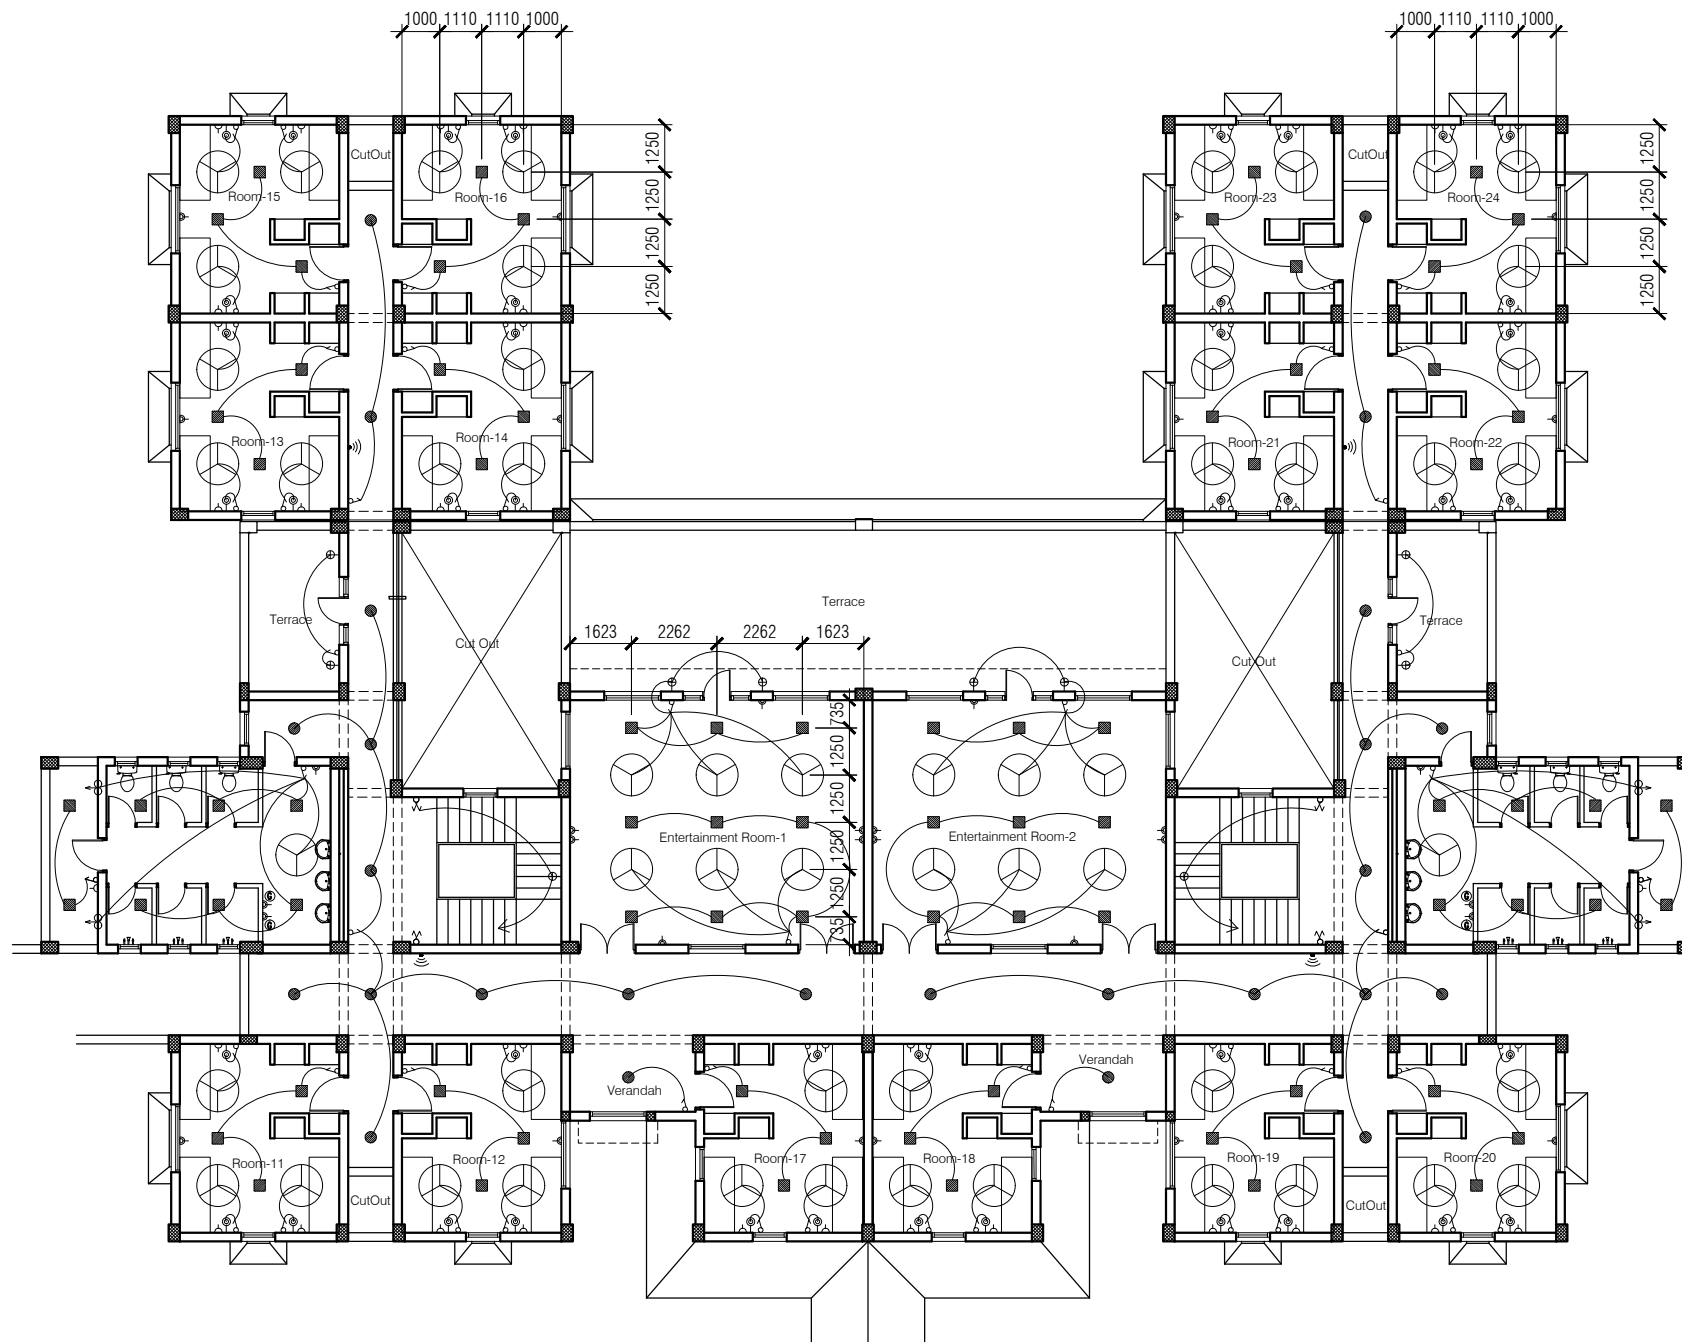 1000 1110 1110 1000
1000 1110 1110 1000
CutOut
CutOut
1250
1250
Room-15
Room-16
Room-23
Room-24
1250
1250
1250
1250
1250
1250
Room-13
Room-14
Room-21
Room-22
Terrace
Terrace
Terrace
1623 2262 2262 1623
Cut Out
Cut Out
735
1250
1250
Entertainment Room-1
Entertainment Room-2
1250
1250
735
G
G
G
G
Verandah
Verandah
Room-11
Room-12
Room-17
Room-18
Room-19
Room-20
CutOut
CutOut